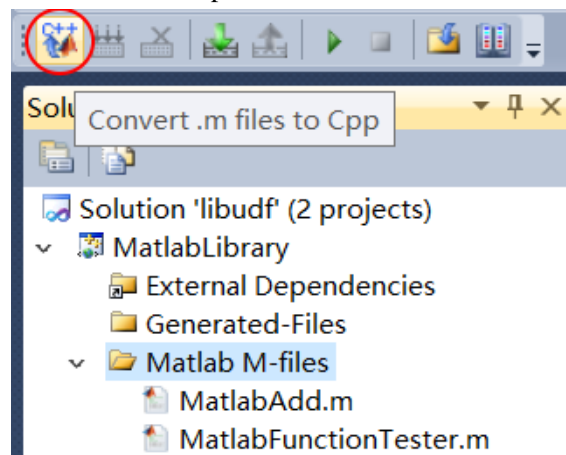 C++
Solu
Convert .m files to Cpp
Solution 'libudf' (2 projects)
MatlabLibrary
External Dependencies
Generated-Files
Matlab M-files
MatlabAdd.m
MatlabFunctionTester.m